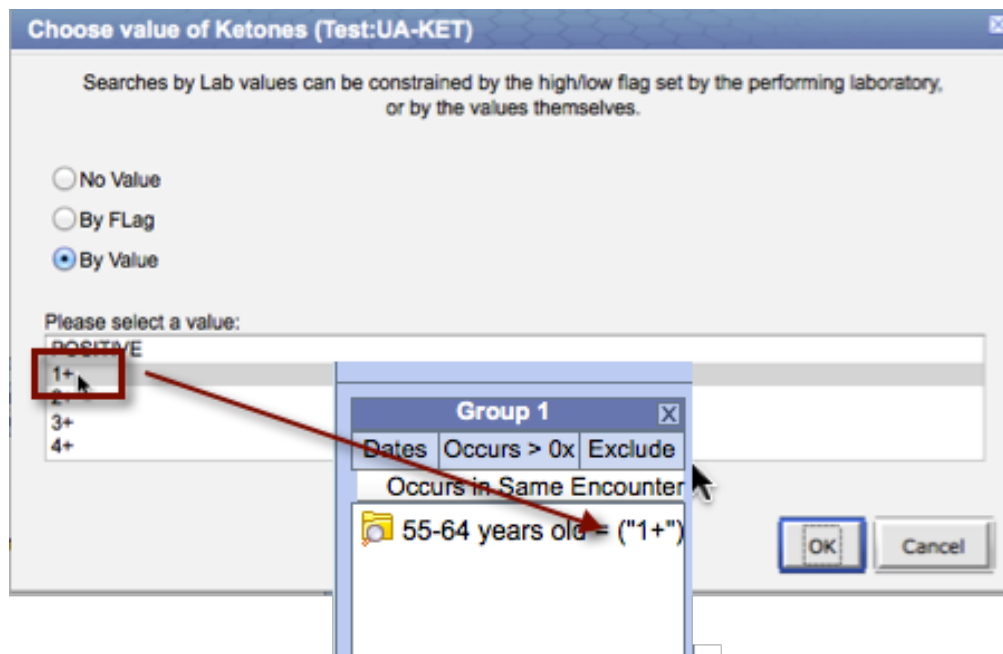 Choose value of Ketones (Test:UA-KET)
Searches by Lab values can be constrained by the high/low flag set by the performing laboratory,
or by the values themselves.
No Value
By FLag
By Value
Please select a value:
POSITIVE
1+
2+
3+
4+
Group 1 X
Dates Occurs > 0x Exclude
Occurs in Same Encounter
55-64 years old = ("1+")
OK Cancel